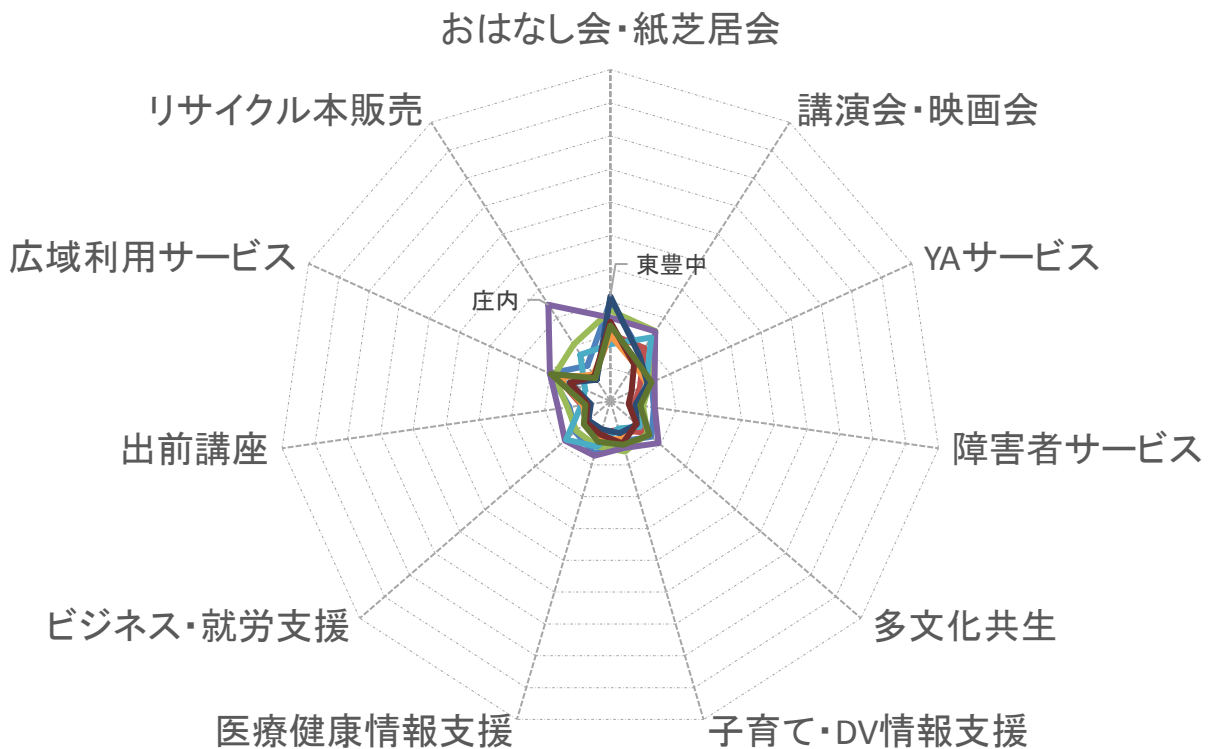 おはなし会・紙芝居会
リサイクル本販売
講演会・映画会
広域利用サービス
YAサービス
東豊中
庄内
出前講座
障害者サービス
ビジネス・就労支援
多文化共生
医療健康情報支援
子育て・DV情報支援